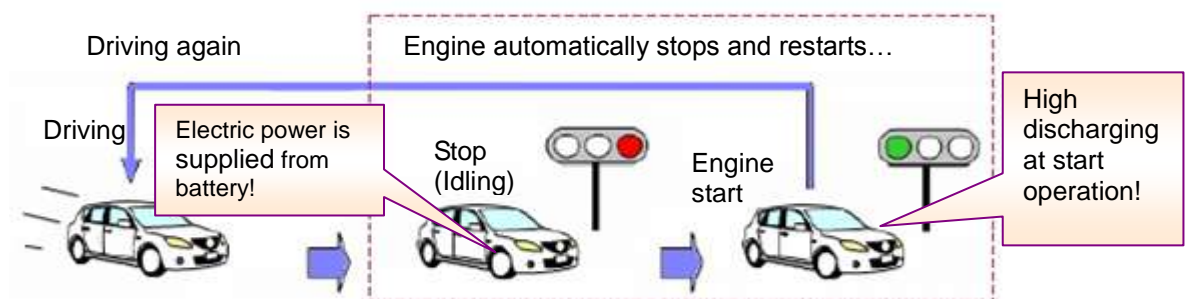 Driving again
Engine automatically stops and restarts…
Driving
Electric power is
supplied from
battery!
Stop
(Idling)
Engine
start
High
discharging
at start
operation!